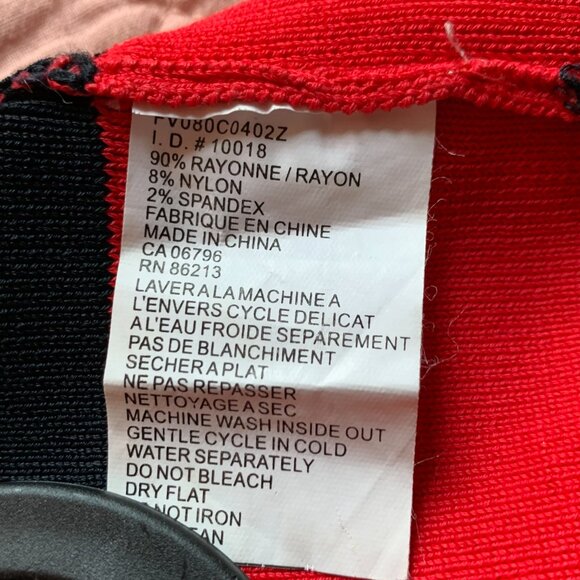 FV080C0402Z
I. D. # 10018
90% RAYONNE / RAYON
8% NYLON
2% SPANDEX
FABRIQUE EN CHINE
MADE IN CHINA
CA 06796
RN 86213
LAVER A LA MACHINE A
L'ENVERS CYCLE DELICAT
A L'EAU FROIDE SEPAREMENT
PAS DE BLANCHIMENT
SECHER A PLAT
NE PAS REPASSER
NETTOYAGE A SEC
MACHINE WASH INSIDE OUT
GENTLE CYCLE IN COLD
WATER SEPARATELY
DO NOT BLEACH
DRY FLAT
NOT IRON